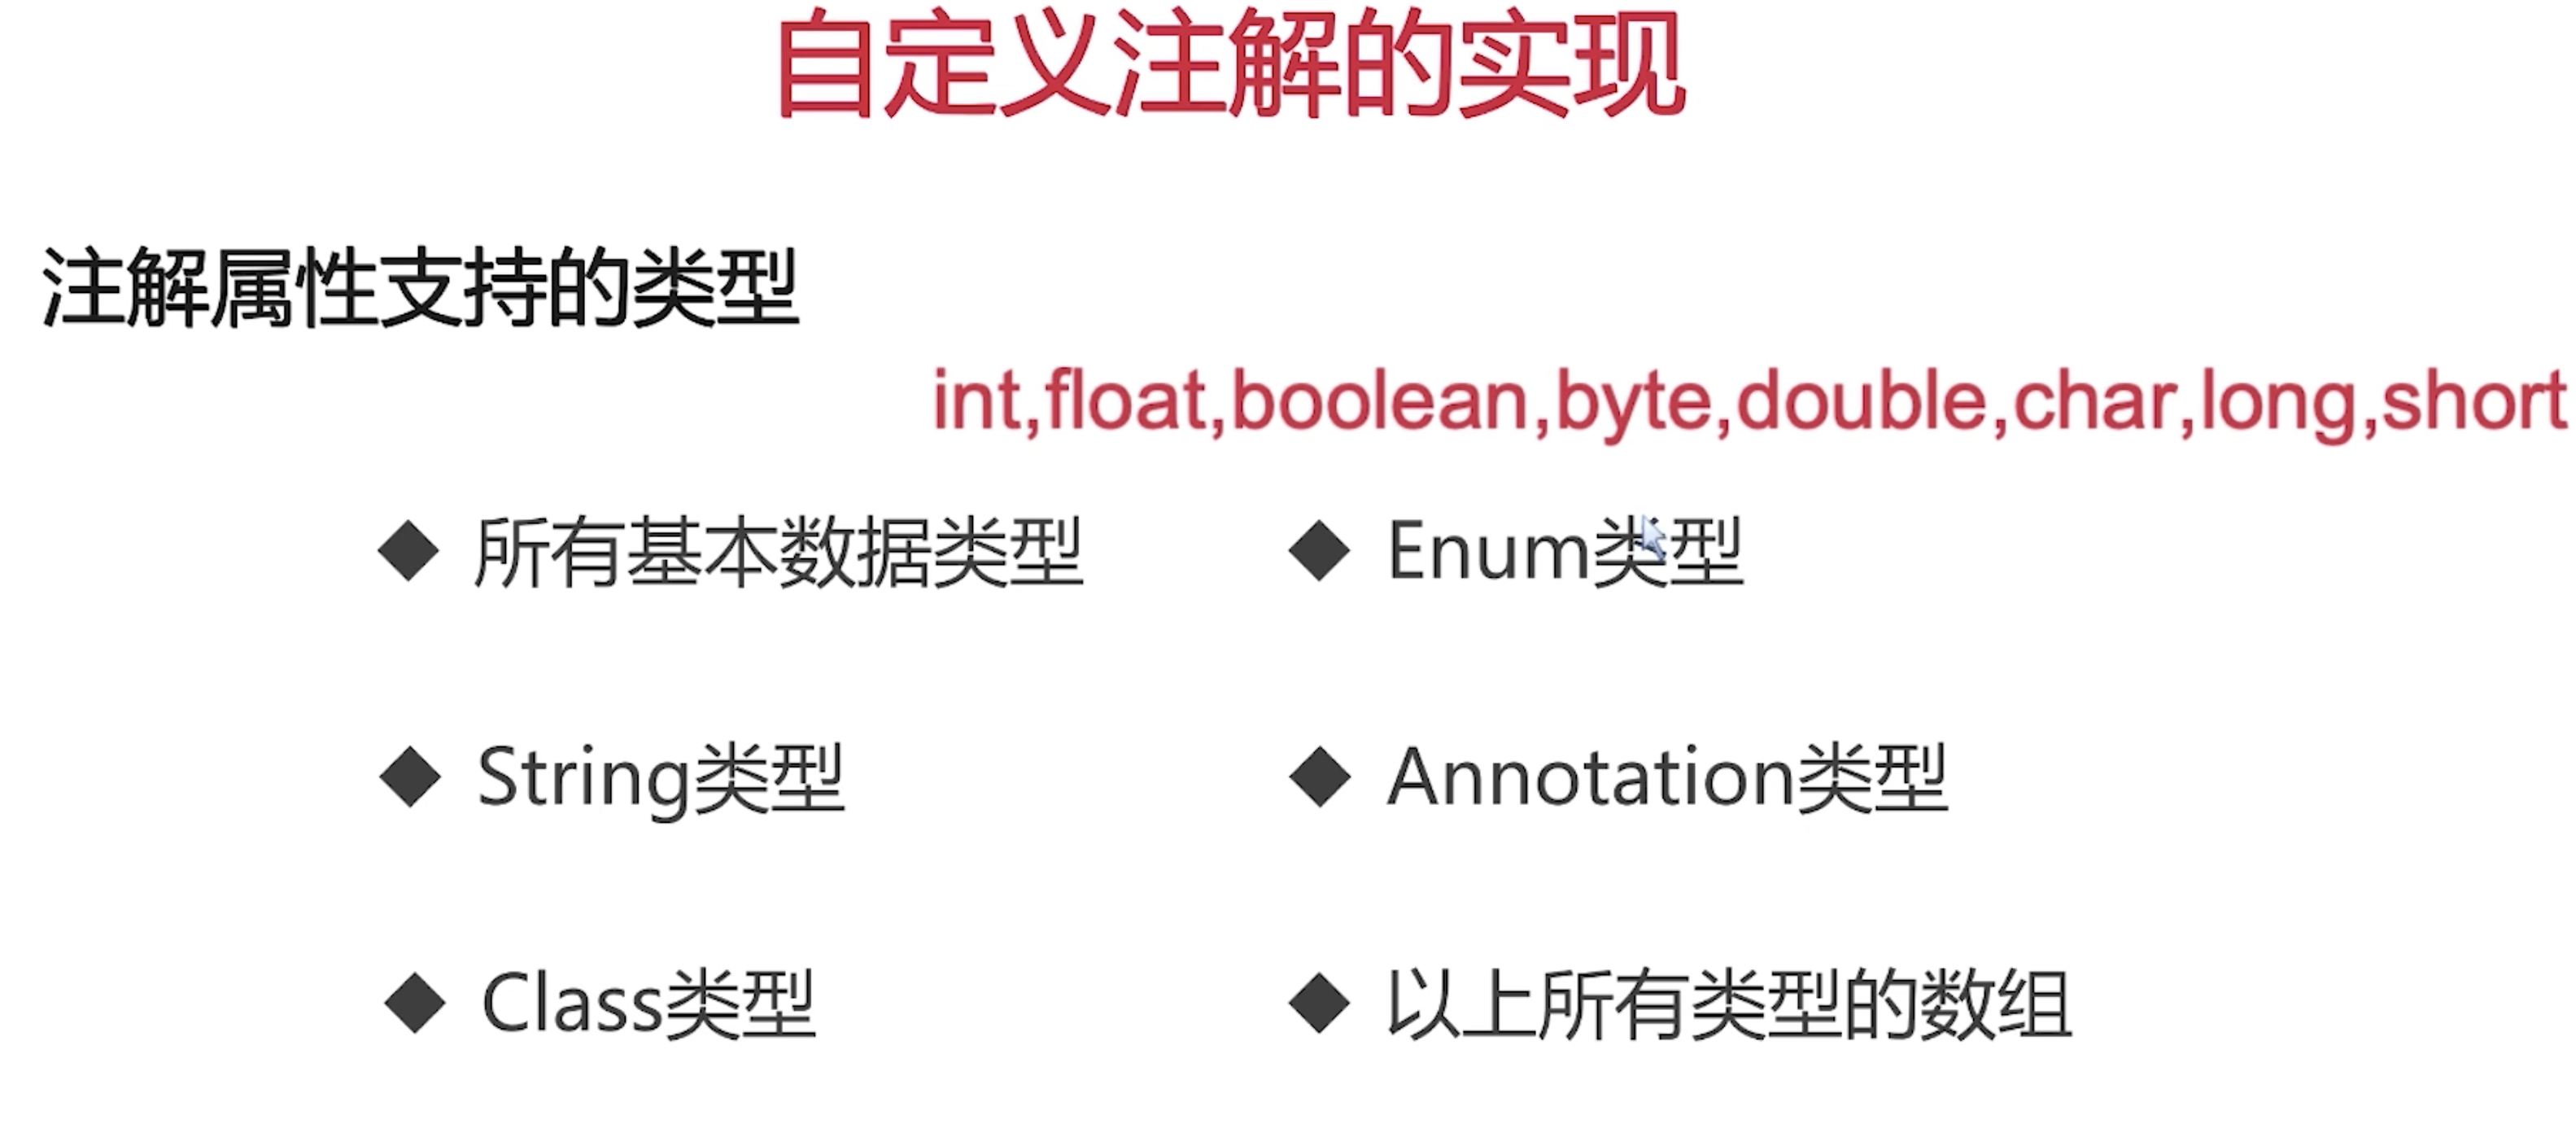 自定义注解的实现
注解属性支持的类型
int,float,boolean,byte,double,char,long,short
◆ 所有基本数据类型
◆ Enum类型
◆ String类型
◆ Annotation类型
◆ Class类型
◆ 以上所有类型的数组